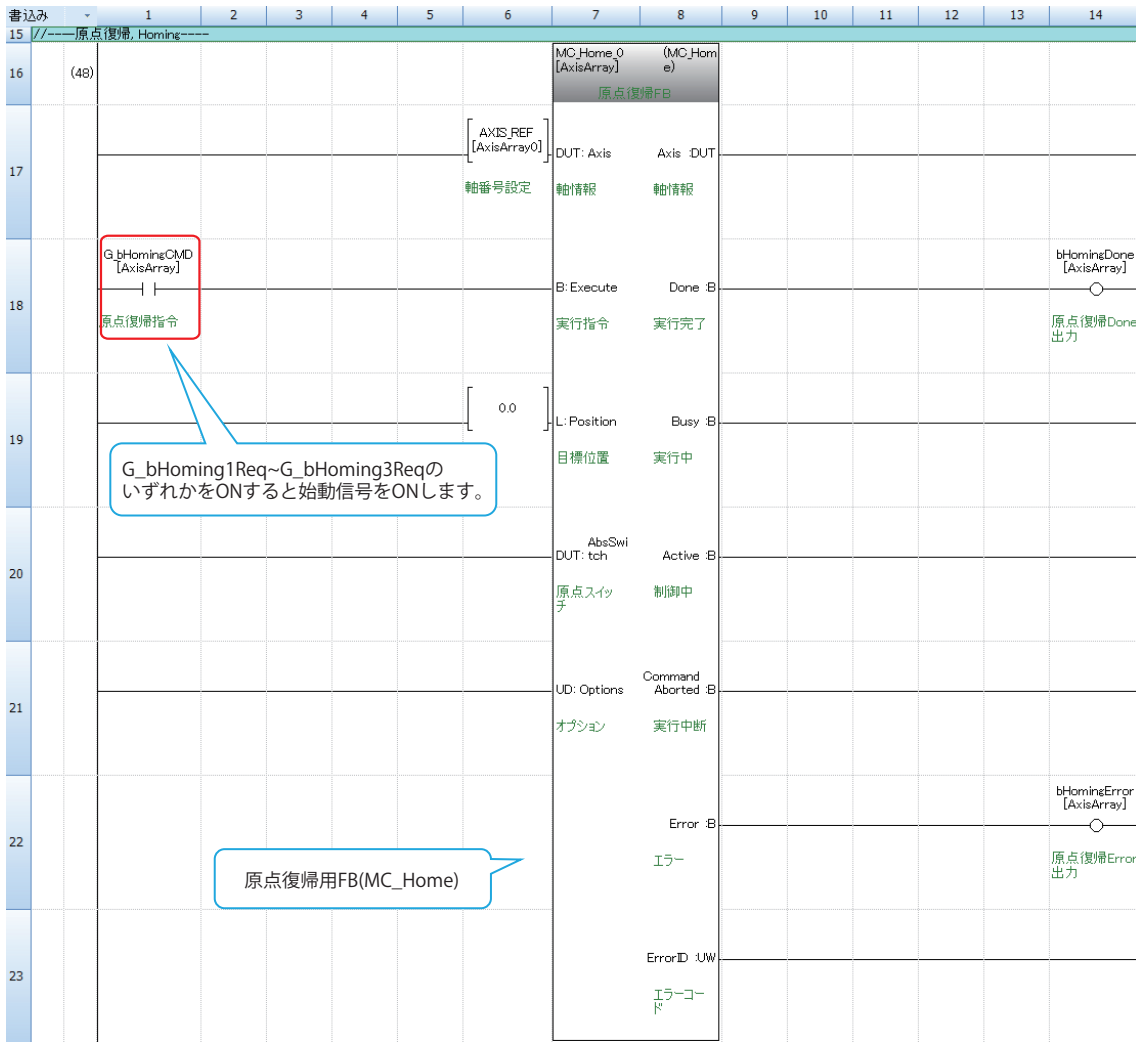 書込み 1 2 3 4 5 6 7 8 9 10 11 12 13 14
15 //----原点復帰, Homing----
16 (48)
MC_Home_0 (MC_Hom
[AxisArray] e)
原点復帰FB
17
AXIS_REF
[AxisArray0]
軸番号設定
DUT: Axis Axis :DUT
軸情報 軸情報
18
G_bHomingCMD
[AxisArray]
原点復帰指令
B: Execute Done :B
実行指令 実行完了
bHomingDone
[AxisArray]
原点復帰Done
出力
19
0.0
L: Position Busy :B
目標位置 実行中
G_bHoming1Req~G_bHoming3Reqの
いずれかをONすると始動信号をONします。
20
AbsSwi
DUT: tch Active :B
原点スイッ 制御中
チ
21
Command
UD: Options Aborted :B
オプション 実行中断
22
Error :B
エラー
bHomingError
[AxisArray]
原点復帰Error
出力
原点復帰用FB(MC_Home)
23
ErrorID :UW
エラーコー
ド